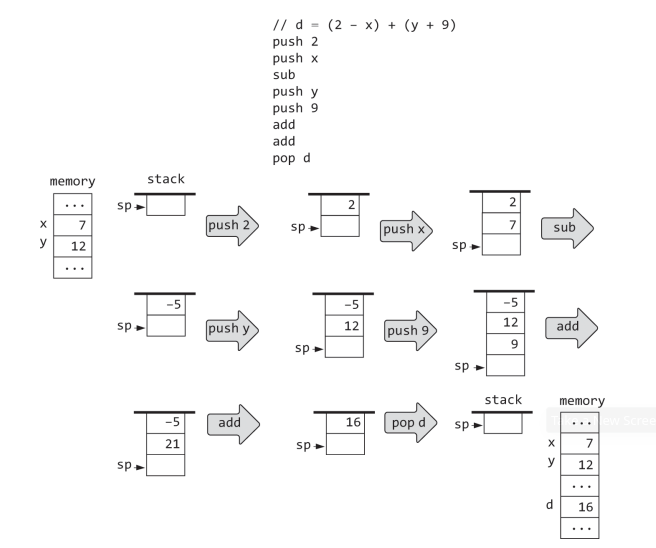 // d = (2 – x) + (y + 9)
push 2
push x
sub
push y
push 9
add
add
pop d
memory
stack
...
x 7
y 12
...
sp
push 2
2
sp
push x
2
7
sp
sub
–5
sp
push y
–5
12
sp
push 9
–5
12
9
sp
add
–5
21
sp
add
16
sp
pop d
stack
sp
memory
...
x 7
y 12
...
d 16
...